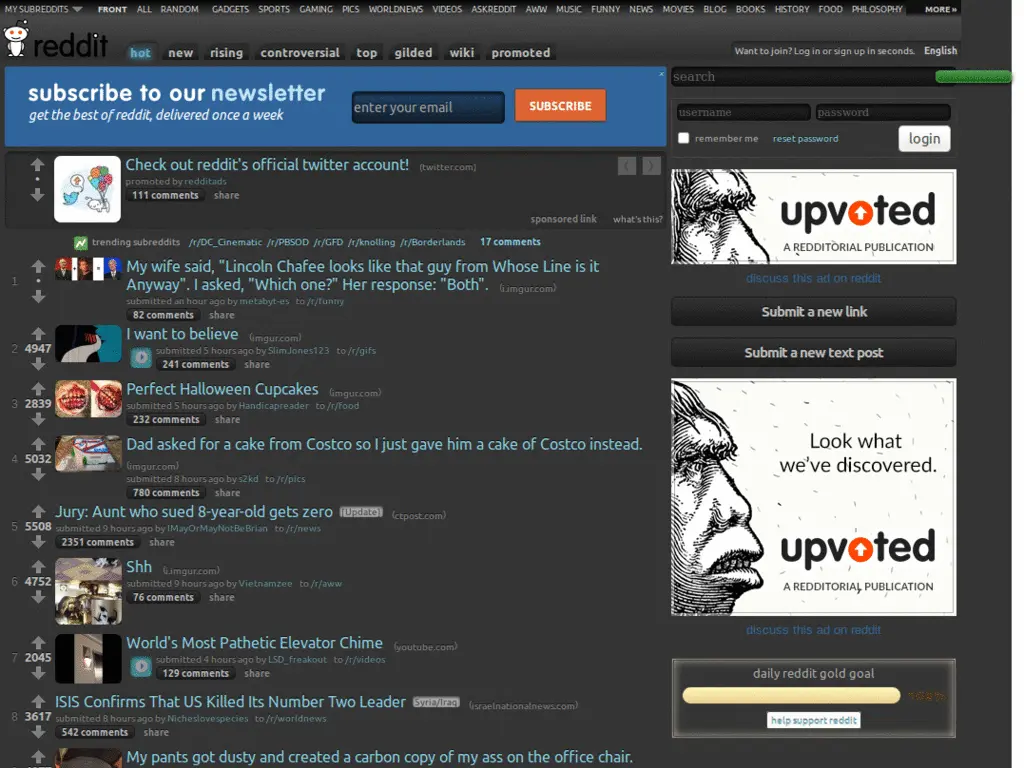 MY SUBREDDITS FRONT ALL RANDOM GADGETS SPORTS GAMING PICS WORLDNEWS VIDEOS ASKREDDIT AWW MUSIC FUNNY NEWS MOVIES BLOG BOOKS HISTORY FOOD PHILOSOPHY MORE »
reddit hot new rising controversial top gilded wiki promoted
Want to join? Log in or sign up in seconds. English
subscribe to our newsletter
get the best of reddit, delivered once a week
enter your email
SUBSCRIBE
x
search
username password
remember me reset password login
Check out reddit's official twitter account! (twitter.com)
promoted by redditads
111 comments share
sponsored link what's this?
trending subreddits /r/DC_Cinematic /r/PBSOD /r/GFD /r/knolling /r/Borderlands 17 comments
1
My wife said, "Lincoln Chafee looks like that guy from Whose Line is it
Anyway". I asked, "Which one?" Her response: "Both". (i.imgur.com)
submitted an hour ago by metabyt-es to /r/funny
82 comments share
2 4947
I want to believe (imgur.com)
submitted 5 hours ago by SlimJones123 to /r/gifs
241 comments share
3 2839
Perfect Halloween Cupcakes (imgur.com)
submitted 5 hours ago by Handicapreader to /r/food
232 comments share
4 5032
Dad asked for a cake from Costco so I just gave him a cake of Costco instead.
(imgur.com)
submitted 8 hours ago by s2kd to /r/pics
780 comments share
5 5508
Jury: Aunt who sued 8-year-old gets zero [Update] (ctpost.com)
submitted 9 hours ago by IMayOrMayNotBeBrian to /r/news
2351 comments share
6 4752
Shh (i.imgur.com)
submitted 9 hours ago by Vietnamzee to /r/aww
76 comments share
7 2045
World's Most Pathetic Elevator Chime (youtube.com)
submitted 4 hours ago by LSD_freakout to /r/videos
129 comments share
8 3617
ISIS Confirms That US Killed Its Number Two Leader Syria/Iraq (israelnationalnews.com)
submitted 8 hours ago by Nicheslovespecies to /r/worldnews
542 comments share
My pants got dusty and created a carbon copy of my ass on the office chair.
upvoted
A REDDITORIAL PUBLICATION
discuss this ad on reddit
Submit a new link
Submit a new text post
Look what
we've discovered.
upvoted
A REDDITORIAL PUBLICATION
discuss this ad on reddit
daily reddit gold goal
help support reddit